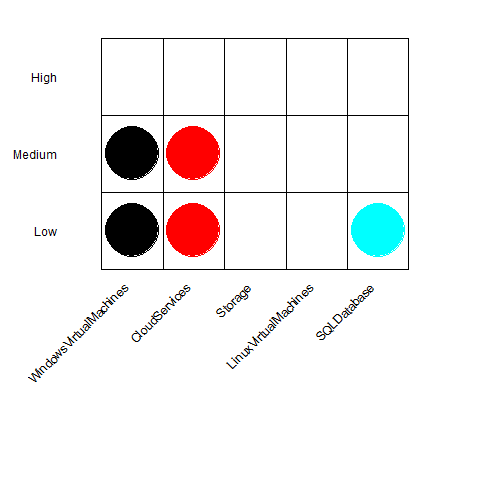 High
Medium
Low
WindowsVirtualMachines
CloudServices
Storage
LinuxVirtualMachines
SQLDatabase